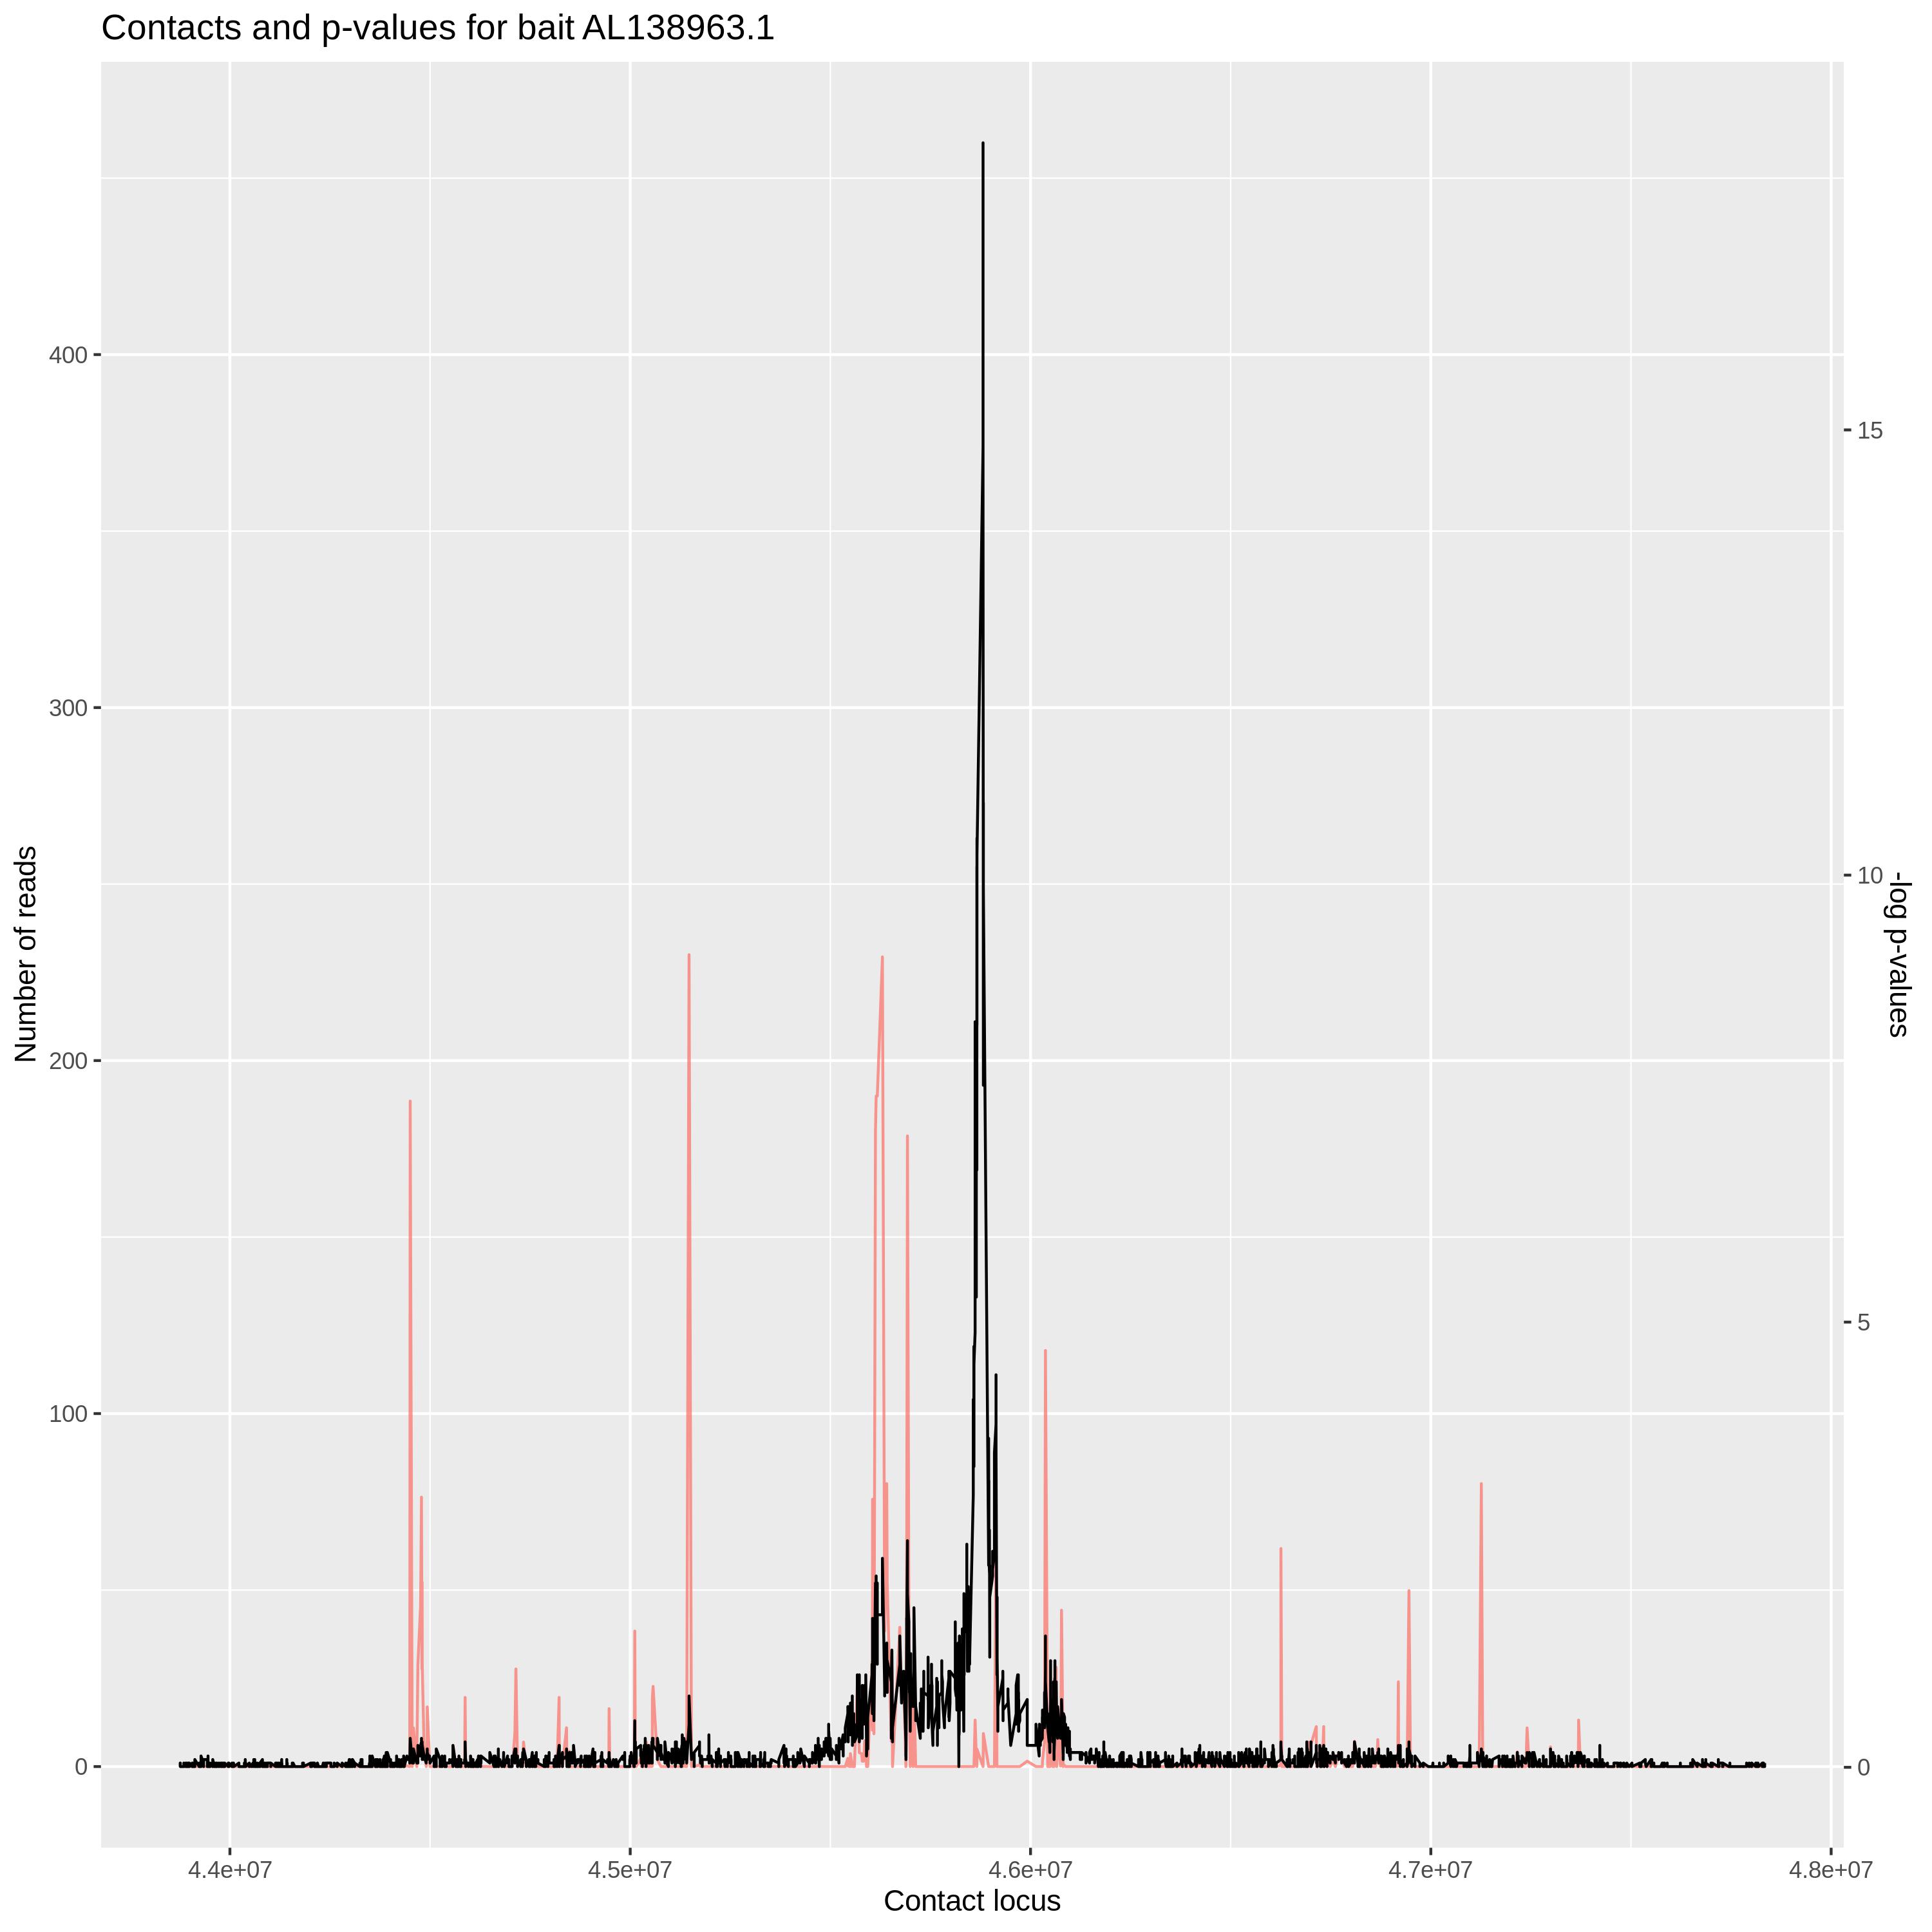 Contacts and p-values for bait AL138963.1
Number of reads
400
300
200
100
0
15
10
5
0
-log p-values
4.4e+07
4.5e+07
4.6e+07
4.7e+07
4.8e+07
Contact locus